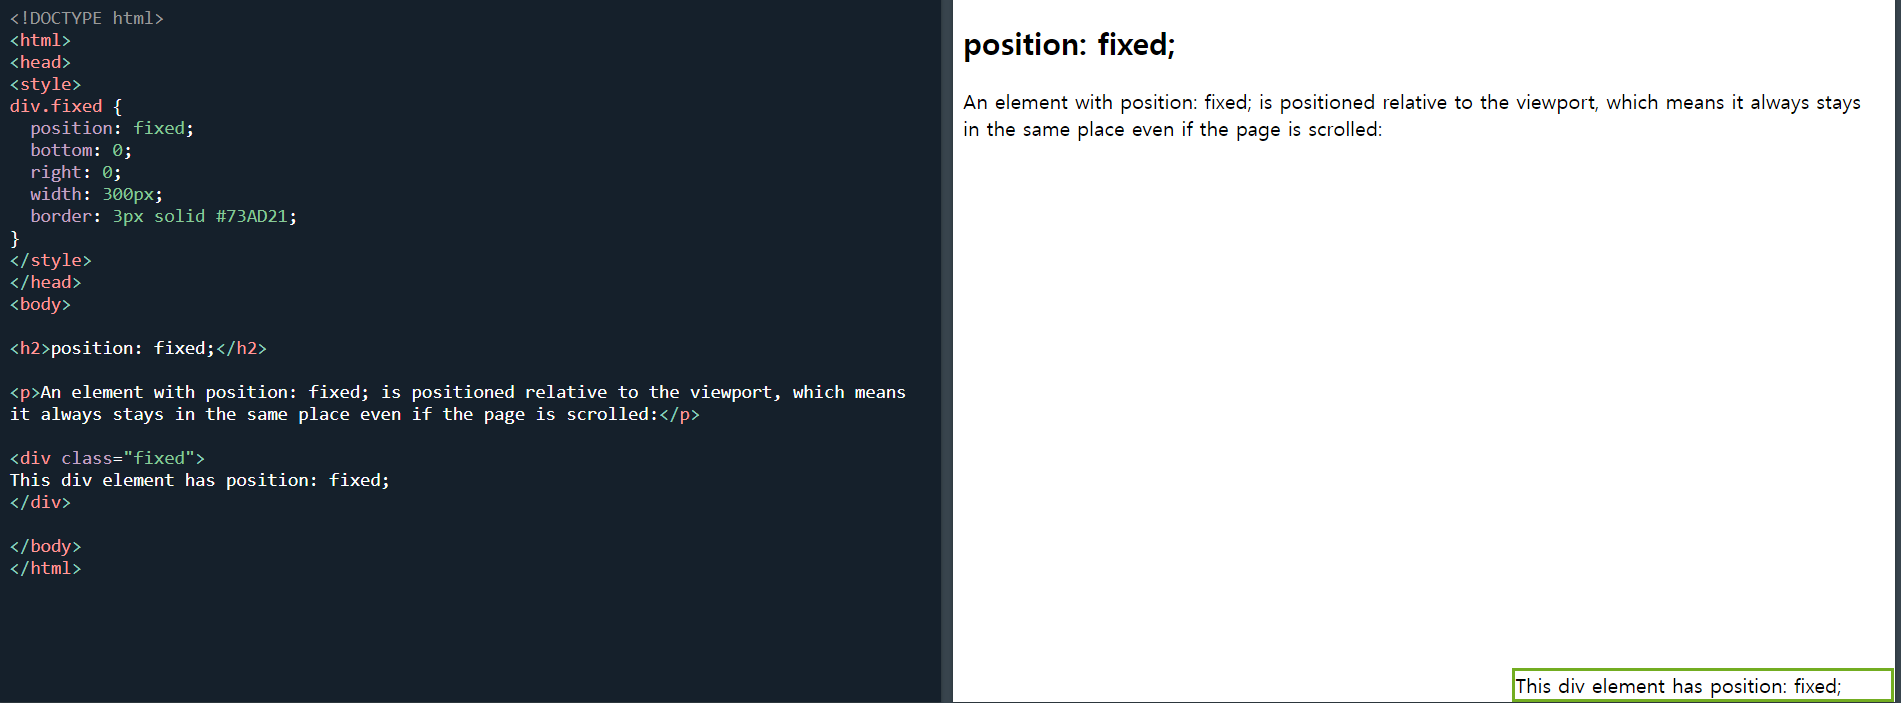 <!DOCTYPE html>
<html>
<head>
<style>
div.fixed {
  position: fixed;
  bottom: 0;
  right: 0;
  width: 300px;
  border: 3px solid #73AD21;
}
</style>
</head>
<body>

<h2>position: fixed;</h2>

<p>An element with position: fixed; is positioned relative to the viewport, which means
it always stays in the same place even if the page is scrolled:</p>

<div class="fixed">
This div element has position: fixed;
</div>

</body>
</html>

position: fixed;
An element with position: fixed; is positioned relative to the viewport, which means it always stays
in the same place even if the page is scrolled:
This div element has position: fixed;